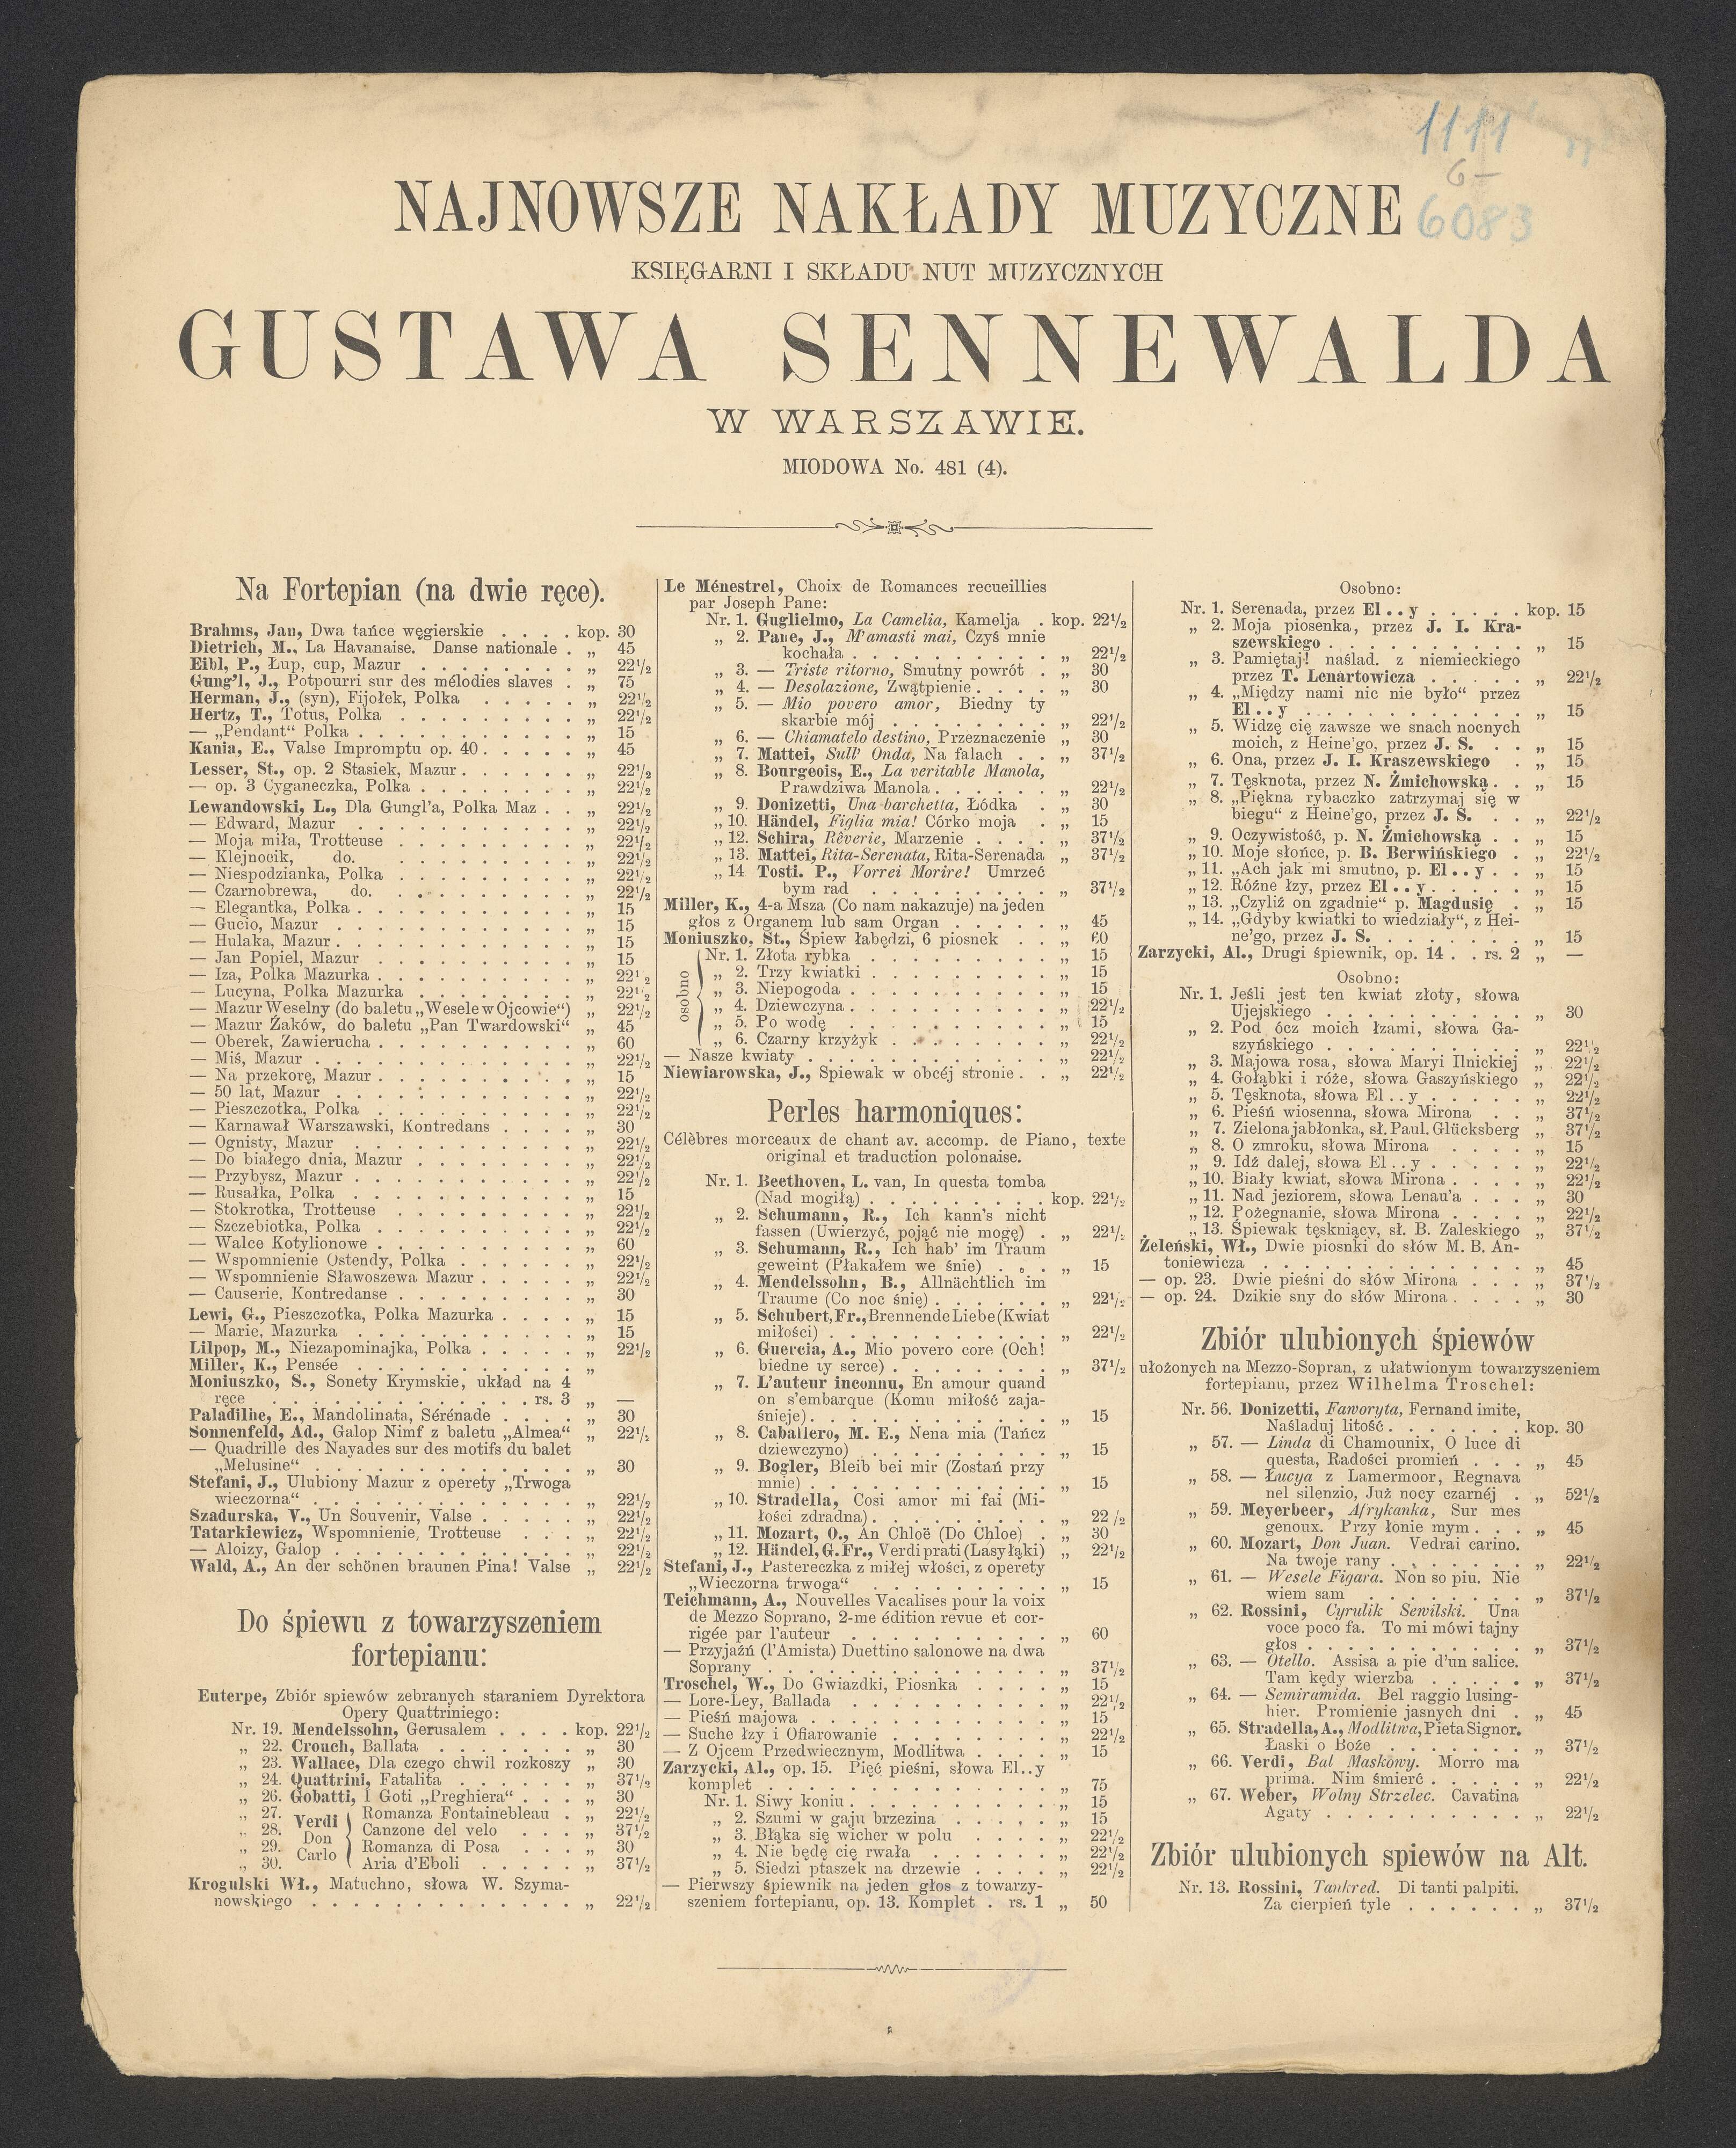 1111
6—
6083
NAJNOWSZE NAKŁADY MUZYCZNE
KSIĘGARNI I SKŁADU NUT MUZYCZNYCH
GUSTAWA SENNEWALDA
W WARSZAWIE.
MIODOWA No. 481 (4).
Na Fortepian (na dwie ręce).
Brahms, Jan, Dwa tańce węgierskie . . . . kop. 30
Dietrich, M., La Havanaise. Danse nationale . „ 45
Eibl, P., Łup, cup, Mazur . . . . . . . . „ 22½
Gung'l, J., Potpourri sur des mélodies slaves . „ 75
Herman, J., (syn), Fijołek, Polka . . . . . „ 22½
Hertz, T., Totus, Polka . . . . . . . . . „ 22½
— „Pendant“ Polka . . . . . . . . . . . „ 15
Kania, E., Valse Impromptu op. 40 . . . . . „ 45
Lesser, St., op. 2 Stasiek, Mazur . . . . . . „ 22½
— op. 3 Cyganeczka, Polka . . . . . . . . „ 22½
Lewandowski, L., Dla Gungl'a, Polka Maz . . „ 22½
— Edward, Mazur . . . . . . . . . . . „ 22½
— Moja miła, Trotteuse . . . . . . . . . „ 22½
— Klejnocik, do. . . . . . . . . . . „ 22½
— Niespodzianka, Polka . . . . . . . . . „ 22½
— Czarnobrewa, do. . . . . . . . . . „ 22½
— Elegantka, Polka . . . . . . . . . . . „ 15
— Gucio, Mazur . . . . . . . . . . . . „ 15
— Hulaka, Mazur . . . . . . . . . . . . „ 15
— Jan Popiel, Mazur . . . . . . . . . . „ 15
— Iza, Polka Mazurka . . . . . . . . . . „ 22½
— Lucyna, Polka Mazurka . . . . . . . . „ 22½
— Mazur Weselny (do baletu „Wesele w Ojcowie“) „ 22½
— Mazur Żaków, do baletu „Pan Twardowski“ „ 45
— Oberek, Zawierucha . . . . . . . . . . „ 60
— Miś, Mazur . . . . . . . . . . . . . „ 22½
— Na przekorę, Mazur . . . . . . . . . . „ 15
— 50 lat, Mazur . . . . . . . . . . . . „ 22½
— Pieszczotka, Polka . . . . . . . . . . „ 22½
— Karnawał Warszawski, Kontredans . . . . „ 30
— Ognisty, Mazur . . . . . . . . . . . „ 22½
— Do białego dnia, Mazur . . . . . . . . „ 22½
— Przybysz, Mazur . . . . . . . . . . . „ 22½
— Rusałka, Polka . . . . . . . . . . . „ 15
— Stokrotka, Trotteuse . . . . . . . . . „ 22½
— Szczebiotka, Polka . . . . . . . . . . „ 22½
— Walce Kotylionowe . . . . . . . . . . „ 60
— Wspomnienie Ostendy, Polka . . . . . . „ 22½
— Wspomnienie Sławoszewa Mazur . . . . . „ 22½
— Causerie, Kontredanse . . . . . . . . . „ 30
Lewi, G., Pieszczotka, Polka Mazurka . . . . „ 15
— Marie, Mazurka . . . . . . . . . . . „ 15
Lilpop, M., Niezapominajka, Polka . . . . . „ 22½
Miller, K., Pensée . . . . . . . . . . . „
Moniuszko, S., Sonety Krymskie, układ na 4
ręce . . . . . . . . . . . . . rs. 3 „ —
Paladilhe, E., Mandolinata, Sérénade . . . . „ 30
Sonnenfeld, Ad., Galop Nimf z baletu „Almea“ „ 22½
— Quadrille des Nayades sur des motifs du balet
„Melusine“ . . . . . . . . . . . . . „ 30
Stefani, J., Ulubiony Mazur z operety „Trwoga
wieczorna“ . . . . . . . . . . . . . „ 22½
Szadurska, V., Un Souvenir, Valse . . . . . „ 22½
Tatarkiewicz, Wspomnienie, Trotteuse . . . „ 22½
— Aloizy, Galop . . . . . . . . . . . . „ 22½
Wald, A., An der schönen braunen Pina! Valse „ 22½
Do śpiewu z towarzyszeniem
fortepianu:
Euterpe, Zbiór spiewów zebranych staraniem Dyrektora
Opery Quattriniego:
Nr. 19. Mendelssohn, Gerusalem . . . . kop. 22½
„ 22. Crouch, Ballata . . . . . . . „ 30
„ 23. Wallace, Dla czego chwil rozkoszy „ 30
„ 24. Quattrini, Fatalita . . . . . . „ 37½
„ 26. Gobatti, I Goti „Preghiera“ . . . „ 30
„ 27. Verdi Romanza Fontainebleau . „ 22½
„ 28. Don Canzone del velo . . . „ 37½
„ 29. Carlo Romanza di Posa . . . „ 30
„ 30. Aria d'Eboli . . . . . „ 37½
Krogulski Wł., Matuchno, słowa W. Szyma-
nowskiego . . . . . . . . . . . . . „ 22½
Le Ménestrel, Choix de Romances recueillies
par Joseph Pane:
Nr. 1. Guglielmo, La Camelia, Kamelja . kop. 22½
„ 2. Pane, J., M'amasti mai, Czyś mnie
kochała . . . . . . . . . . . „ 22½
„ 3. — Triste ritorno, Smutny powrót . „ 30
„ 4. — Desolazione, Zwątpienie . . . . „ 30
„ 5. — Mio povero amor, Biedny ty
skarbie mój . . . . . . . . . „ 22½
„ 6. — Chiamatelo destino, Przeznaczenie „ 30
„ 7. Mattei, Sull' Onda, Na falach . . „ 37½
„ 8. Bourgeois, E., La veritable Manola,
Prawdziwa Manola . . . . . . „ 22½
„ 9. Donizetti, Una barchetta, Łódka . „ 30
„ 10. Händel, Figlia mia! Córko moja . „ 15
„ 12. Schira, Rêverie, Marzenie . . . . „ 37½
„ 13. Mattei, Rita-Serenata, Rita-Serenada „ 37½
„ 14 Tosti. P., Vorrei Morire! Umrzeć
bym rad . . . . . . . . . . „ 37½
Miller, K., 4-a Msza (Co nam nakazuje) na jeden
głos z Organem lub sam Organ . . . . . „ 45
Moniuszko, St., Śpiew łabędzi, 6 piosnek . . „ 60
osobno
Nr. 1. Złota rybka . . . . . . . . . „ 15
„ 2. Trzy kwiatki . . . . . . . . „ 15
„ 3. Niepogoda . . . . . . . . . „ 15
„ 4. Dziewczyna . . . . . . . . . „ 22½
„ 5. Po wodę . . . . . . . . . „ 15
„ 6. Czarny krzyżyk . . . . . . . „ 22½
— Nasze kwiaty . . . . . . . . . . . . „ 22½
Niewiarowska, J., Spiewak w obcéj stronie . . „ 22½
Perles harmoniques:
Célèbres morceaux de chant av. accomp. de Piano, texte
original et traduction polonaise.
Nr. 1. Beethoven, L. van, In questa tomba
(Nad mogiłą) . . . . . . . . . kop. 22½
„ 2. Schumann, R., Ich kann's nicht
fassen (Uwierzyć, pojąć nie mogę) . „ 22½
„ 3. Schumann, R., Ich hab' im Traum
geweint (Płakałem we śnie) . . . „ 15
„ 4. Mendelssohn, B., Allnächtlich im
Traume (Co noc śnię) . . . . . . „ 22½
„ 5. Schubert, Fr., Brennende Liebe (Kwiat
miłości) . . . . . . . . . . . „ 22½
„ 6. Guercia, A., Mio povero core (Och!
biedne ty serce) . . . . . . . . „ 37½
„ 7. L'auteur inconnu, En amour quand
on s'embarque (Komu miłość zaja-
śnieje) . . . . . . . . . . . . „ 15
„ 8. Caballero, M. E., Nena mia (Tańcz
dziewczyno) . . . . . . . . . „ 15
„ 9. Bogler, Bleib bei mir (Zostań przy
mnie) . . . . . . . . . . . . „ 15
„ 10. Stradella, Cosi amor mi fai (Mi-
łości zdradna) . . . . . . . . . „ 22 /2
„ 11. Mozart, O., An Chloë (Do Chloe) . „ 30
„ 12. Händel, G. Fr., Verdi prati (Lasy łąki) „ 22½
Stefani, J., Pastereczka z miłej włości, z operety
„Wieczorna trwoga“ . . . . . . . . . „ 15
Teichmann, A., Nouvelles Vacalises pour la voix
de Mezzo Soprano, 2-me édition revue et cor-
rigée par l'auteur . . . . . . . . . . „ 60
— Przyjaźń (l'Amista) Duettino salonowe na dwa
Soprany . . . . . . . . . . . . . . „ 37½
Troschel, W., Do Gwiazdki, Piosnka . . . . „ 15
— Lore-Ley, Ballada . . . . . . . . . . „ 22½
— Pieśń majowa . . . . . . . . . . . . „ 15
— Suche łzy i Ofiarowanie . . . . . . . . „ 22½
— Z Ojcem Przedwiecznym, Modlitwa . . . . „ 15
Zarzycki, Al., op. 15. Pięć pieśni, słowa El..y
komplet . . . . . . . . . . . . . . „ 75
Nr. 1. Siwy koniu . . . . . . . . . . „ 15
„ 2. Szumi w gaju brzezina . . . . . „ 15
„ 3. Błąka się wicher w polu . . . . „ 22½
„ 4. Nie będę cię rwała . . . . . . „ 22½
„ 5. Siedzi ptaszek na drzewie . . . . „ 22½
— Pierwszy śpiewnik na jeden głos z towarzy-
szeniem fortepianu, op. 13. Komplet . rs. 1 „ 50
Osobno:
Nr. 1. Serenada, przez El..y . . . . . kop. 15
„ 2. Moja piosenka, przez J. I. Kra-
szewskiego . . . . . . . . . . „ 15
„ 3. Pamiętaj! naślad. z niemieckiego
przez T. Lenartowicza . . . . . „ 22½
„ 4. „Między nami nic nie było“ przez
El..y . . . . . . . . . . . . „ 15
„ 5. Widzę cię zawsze we snach nocnych
moich, z Heine'go, przez J. S. . . „ 15
„ 6. Ona, przez J. I. Kraszewskiego . „ 15
„ 7. Tęsknota, przez N. Żmichowską . . „ 15
„ 8. „Piękna rybaczko zatrzymaj się w
biegu“ z Heine'go, przez J. S. . . „ 22½
„ 9. Oczywistość, p. N. Żmichowską . . „ 15
„ 10. Moje słońce, p. B. Berwińskiego . „ 22½
„ 11. „Ach jak mi smutno, p. El..y . . „ 15
„ 12. Różne łzy, przez El..y . . . . . „ 15
„ 13. „Czyliż on zgadnie“ p. Magdusię . „ 15
„ 14. „Gdyby kwiatki to wiedziały“, z Hei-
ne'go, przez J. S. . . . . . . . „ 15
Zarzycki, Al., Drugi śpiewnik, op. 14 . . rs. 2 „ —
Osobno:
Nr. 1. Jeśli jest ten kwiat złoty, słowa
Ujejskiego . . . . . . . . . . „ 30
„ 2. Pod ócz moich łzami, słowa Ga-
szyńskiego . . . . . . . . . . „ 22½
„ 3. Majowa rosa, słowa Maryi Ilnickiej „ 22½
„ 4. Gołąbki i róże, słowa Gaszyńskiego „ 22½
„ 5. Tęsknota, słowa El..y . . . . . „ 22½
„ 6. Pieśń wiosenna, słowa Mirona . . „ 37½
„ 7. Zielona jabłonka, sł. Paul. Glücksberg „ 37½
„ 8. O zmroku, słowa Mirona . . . . „ 15
„ 9. Idź dalej, słowa El..y . . . . . „ 22½
„ 10. Biały kwiat, słowa Mirona . . . . „ 22½
„ 11. Nad jeziorem, słowa Lenau'a . . . „ 30
„ 12. Pożegnanie, słowa Mirona . . . . „ 22½
„ 13. Śpiewak tęskniący, sł. B. Zaleskiego „ 37½
Żeleński, Wł., Dwie piosnki do słów M. B. An-
toniewicza . . . . . . . . . . . . . „ 45
— op. 23. Dwie pieśni do słów Mirona . . . „ 37½
— op. 24. Dzikie sny do słów Mirona . . . . „ 30
Zbiór ulubionych śpiewów
ułożonych na Mezzo-Sopran, z ułatwionym towarzyszeniem
fortepianu, przez Wilhelma Troschel:
Nr. 56. Donizetti, Faworyta, Fernand imite,
Naśladuj litość . . . . . . . kop. 30
„ 57. — Linda di Chamounix, O luce di
questa, Radości promień . . . „ 45
„ 58. — Łucya z Lamermoor, Regnava
nel silenzio, Już nocy czarnéj . „ 52½
„ 59. Meyerbeer, Afrykanka, Sur mes
genoux. Przy łonie mym . . . „ 45
„ 60. Mozart, Don Juan. Vedrai carino.
Na twoje rany . . . . . . . „ 22½
„ 61. — Wesele Figara. Non so piu. Nie
wiem sam . . . . . . . . „ 37½
„ 62. Rossini, Cyrulik Sewilski. Una
voce poco fa. To mi mówi tajny
głos . . . . . . . . . . . „ 37½
„ 63. — Otello. Assisa a pie d'un salice.
Tam kędy wierzba . . . . . „ 37½
„ 64. — Semiramida. Bel raggio lusing-
hier. Promienie jasnych dni . „ 45
„ 65. Stradella, A., Modlitwa, Pieta Signor.
Łaski o Boże . . . . . . . „ 37½
„ 66. Verdi, Bal Maskowy. Morro ma
prima. Nim śmierć . . . . . „ 22½
„ 67. Weber, Wolny Strzelec. Cavatina
Agaty . . . . . . . . . . „ 22½
Zbiór ulubionych spiewów na Alt.
Nr. 13. Rossini, Tankred. Di tanti palpiti.
Za cierpień tyle . . . . . . „ 37½